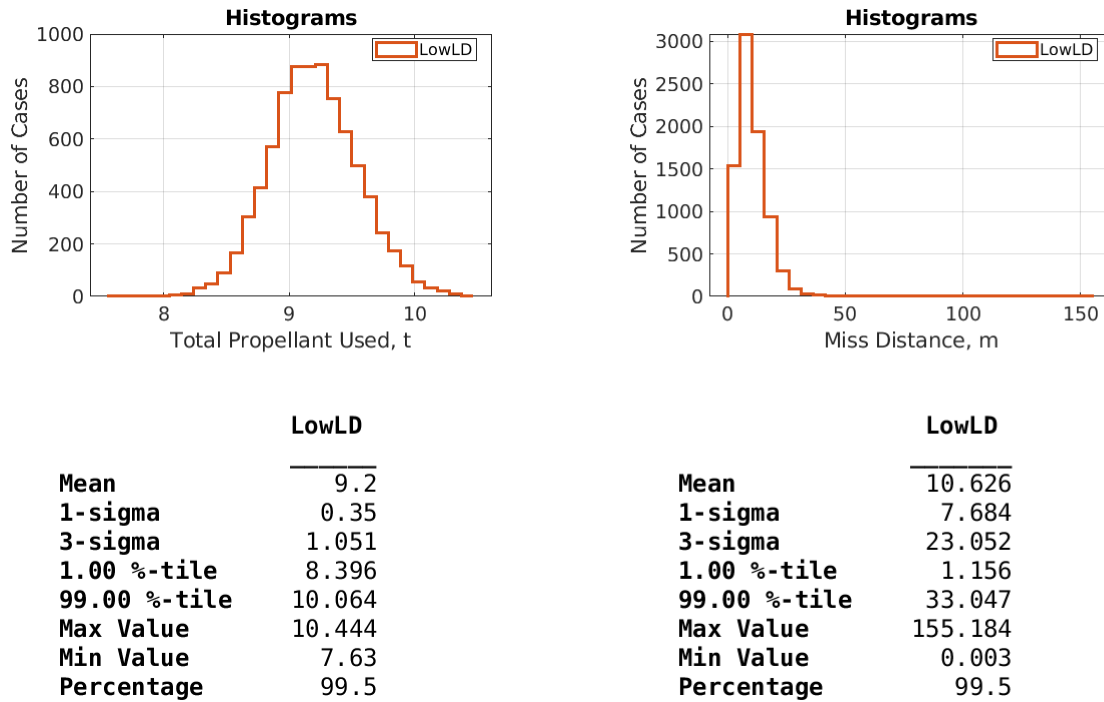 Histograms
LowLD
1000
800
600
400
200
0
Number of Cases
8 9 10
Total Propellant Used, t
Histograms
LowLD
3000
2500
2000
1500
1000
500
0
Number of Cases
0 50 100 150
Miss Distance, m
LowLD
Mean 9.2
1-sigma 0.35
3-sigma 1.051
1.00 %-tile 8.396
99.00 %-tile 10.064
Max Value 10.444
Min Value 7.63
Percentage 99.5
LowLD
Mean 10.626
1-sigma 7.684
3-sigma 23.052
1.00 %-tile 1.156
99.00 %-tile 33.047
Max Value 155.184
Min Value 0.003
Percentage 99.5